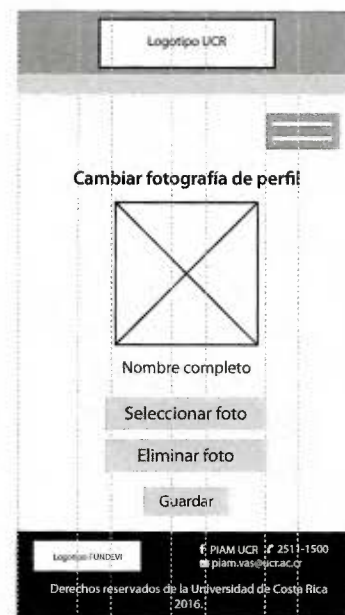 Logotipo UCR
Cambiar fotografía de perfil
Nombre completo
Seleccionar foto
Eliminar foto
Guardar
Logotipo FUNDEVI
PIAM UCR 2511-1500
piam.vas@ucr.ac.cr
Derechos reservados de la Universidad de Costa Rica
2016.